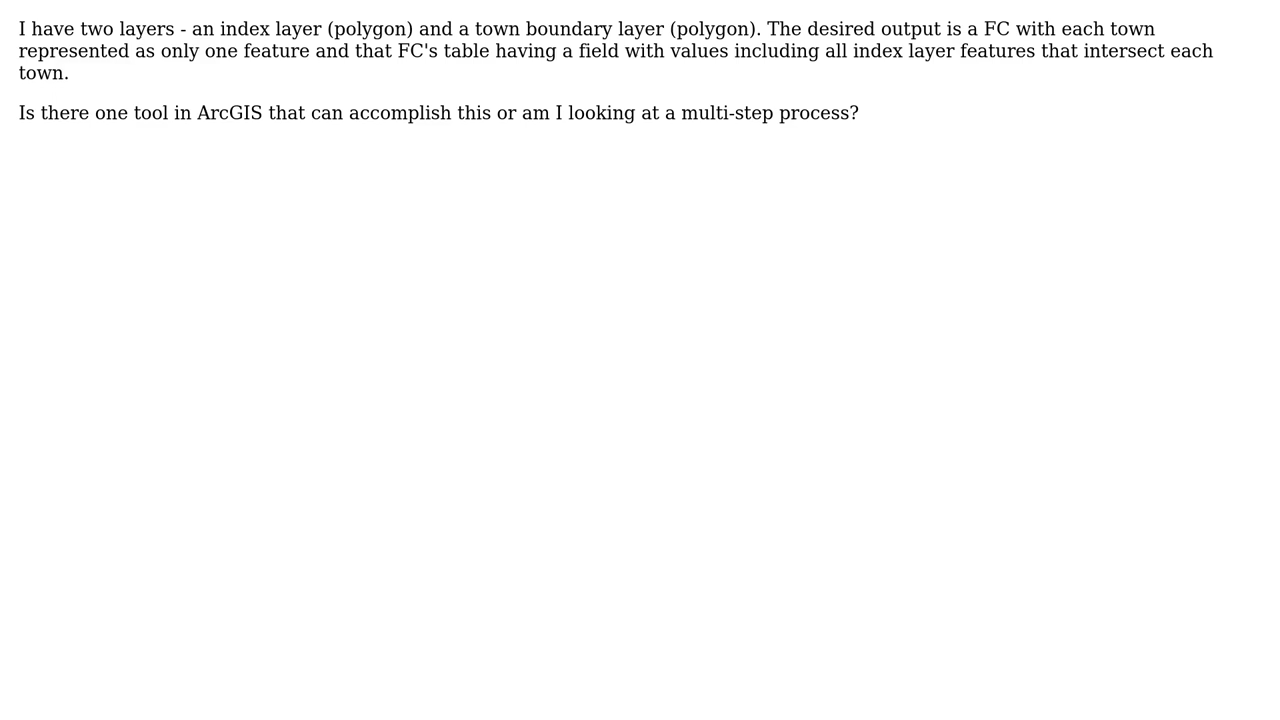 I have two layers - an index layer (polygon) and a town boundary layer (polygon). The desired output is a FC with each town
represented as only one feature and that FC's table having a field with values including all index layer features that intersect each
town.
Is there one tool in ArcGIS that can accomplish this or am I looking at a multi-step process?